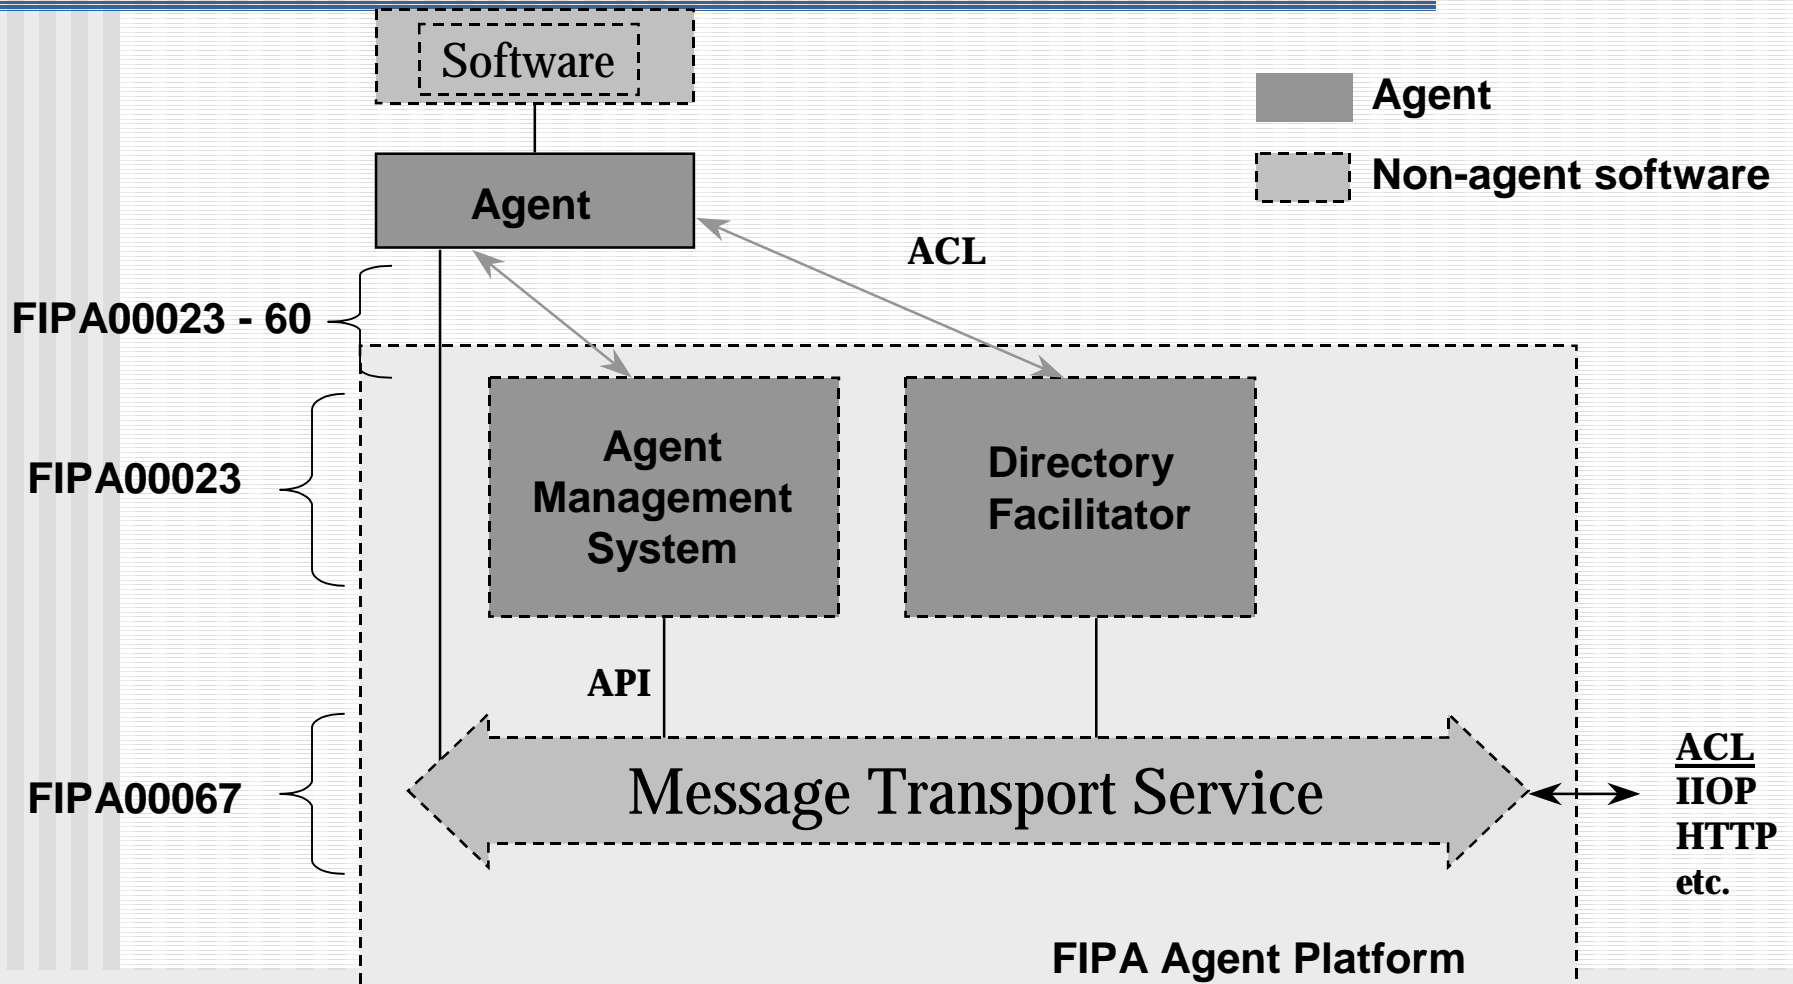 Software
Agent
Non-agent software
Agent
ACL
FIPA00023 - 60
Agent
Management
System
Directory
Facilitator
FIPA00023
API
Message Transport Service
FIPA00067
ACL
IIOP
HTTP
etc.
FIPA Agent Platform